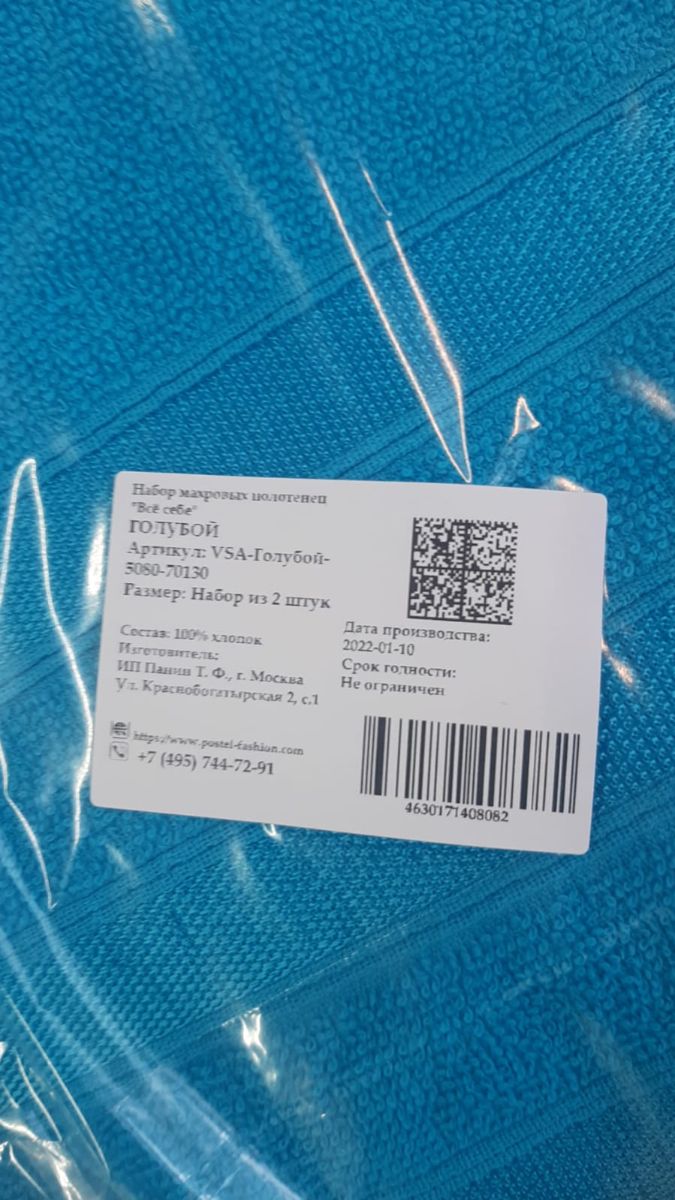 Набор махровых полотенец
"Всё себе"
ГОЛУБОЙ
Артикул: VSA-Голубой-
5080-70130
Размер: Набор из 2 штук
Состав: 100% хлопок
Изготовитель:
ИП Панин Т. Ф., г. Москва
Ул. Краснобогатырская 2, с.1
https://www.postel-fashion.com
+7 (495) 744-72-91
Дата производства:
2022-01-10
Срок годности:
Не ограничен
4630171408082